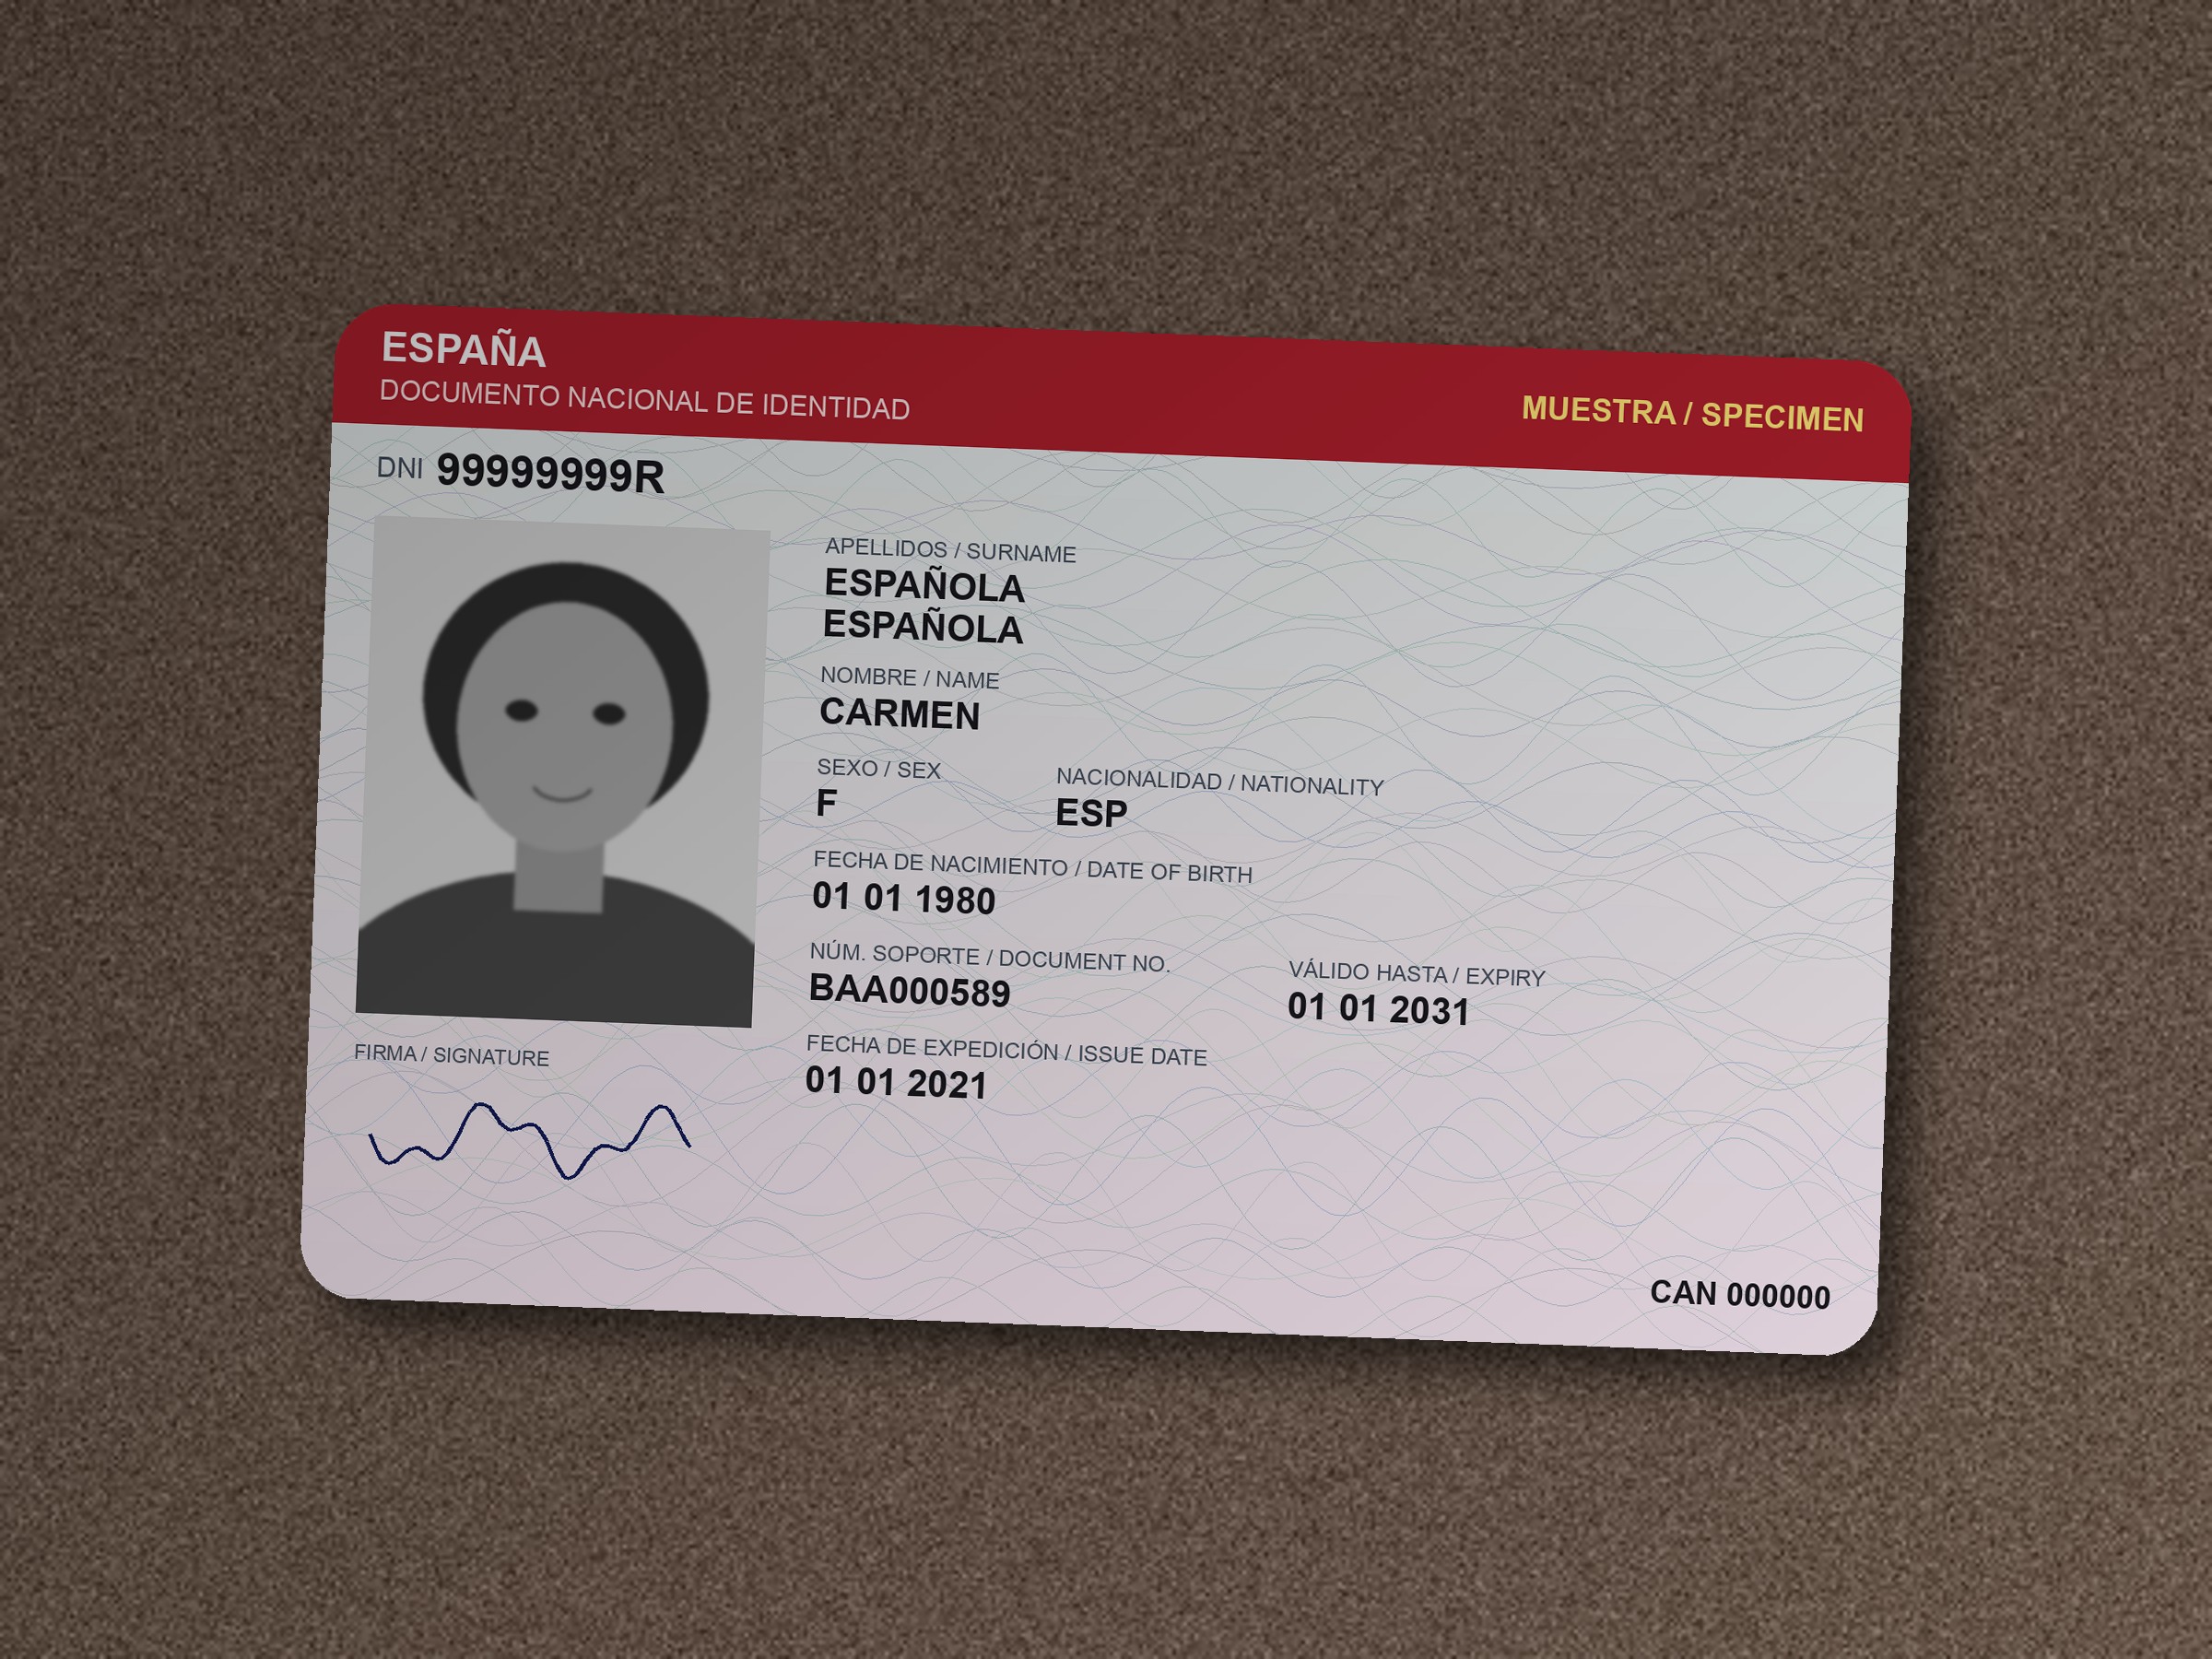 ESPAÑA
DOCUMENTO NACIONAL DE IDENTIDAD
MUESTRA / SPECIMEN
DNI 99999999R
APELLIDOS / SURNAME
ESPAÑOLA
ESPAÑOLA
NOMBRE / NAME
CARMEN
SEXO / SEX
F
NACIONALIDAD / NATIONALITY
ESP
FECHA DE NACIMIENTO / DATE OF BIRTH
01 01 1980
NÚM. SOPORTE / DOCUMENT NO.
BAA000589
VÁLIDO HASTA / EXPIRY
01 01 2031
FECHA DE EXPEDICIÓN / ISSUE DATE
01 01 2021
FIRMA / SIGNATURE
CAN 000000